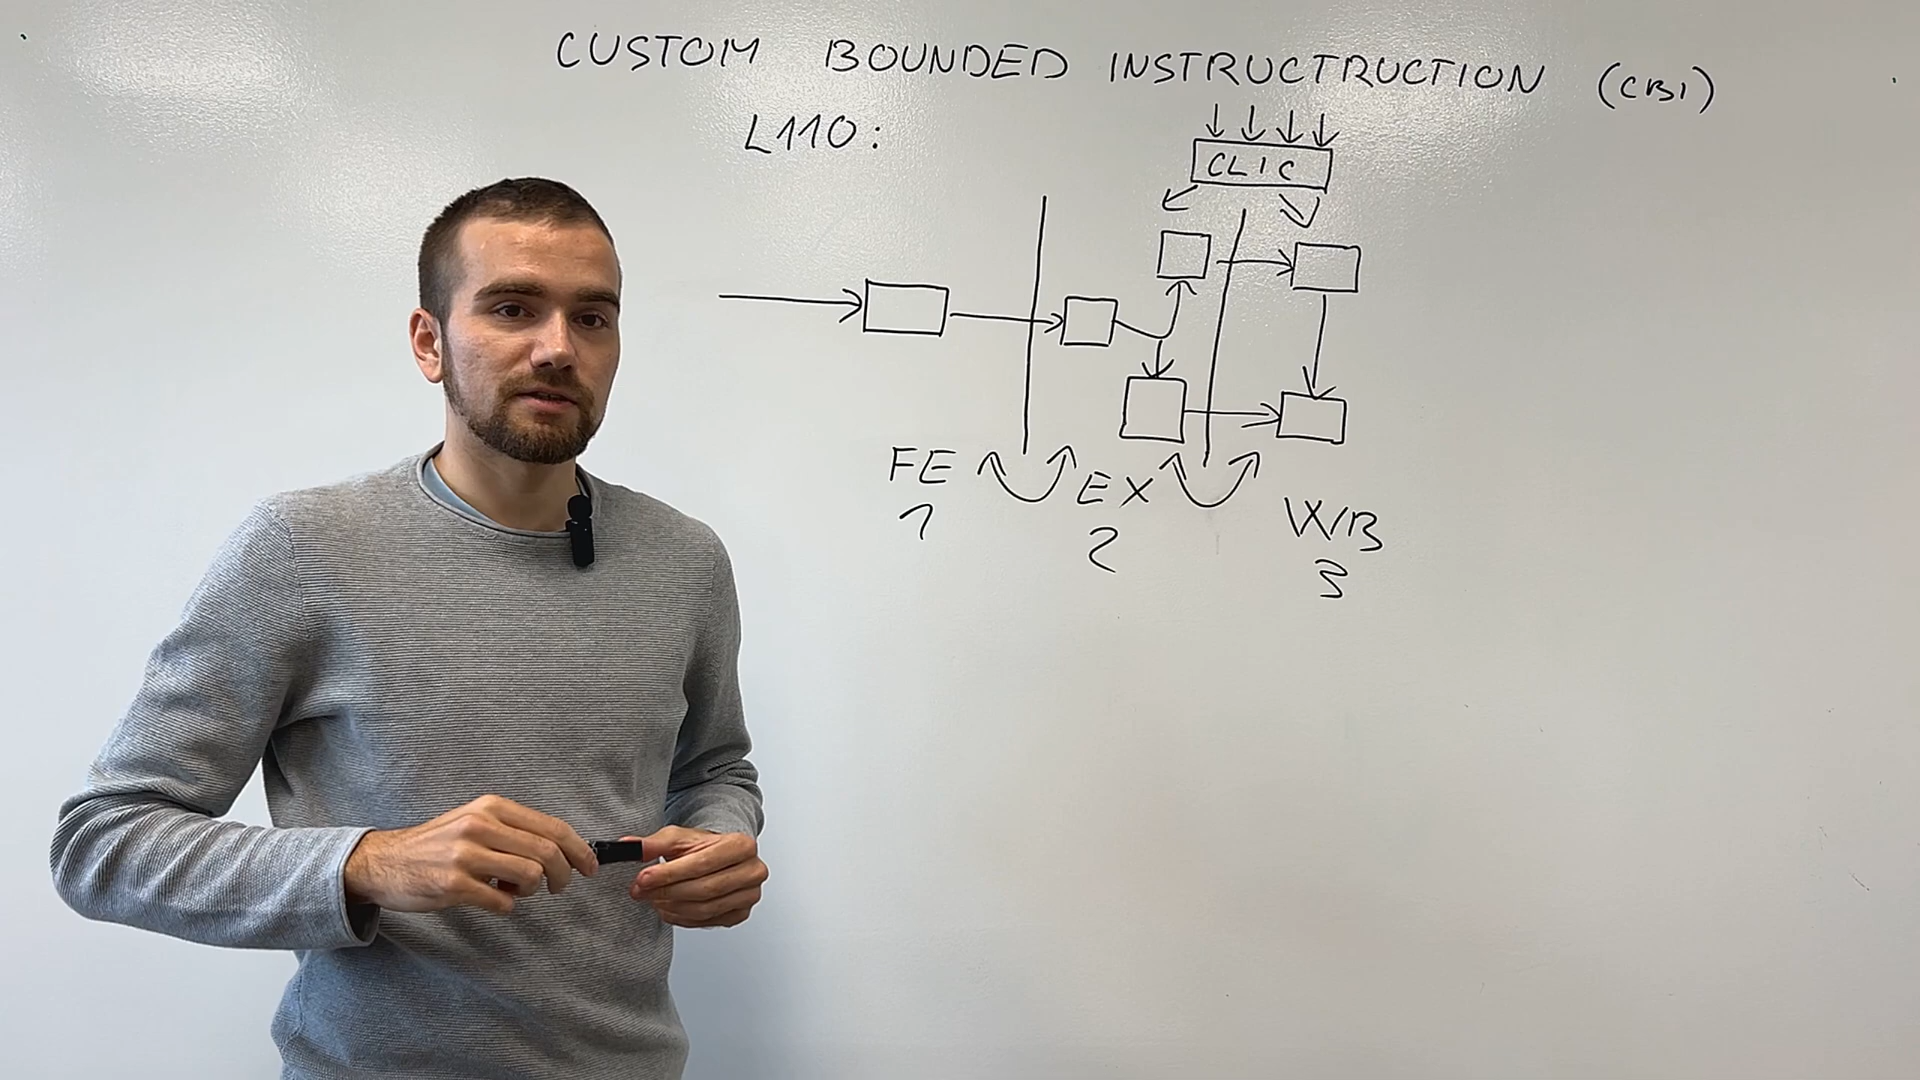 CUSTOM BOUNDED INSTRUCTRUCTION (CBI)
L110:
CLIC
FE EX WB
1 2 3